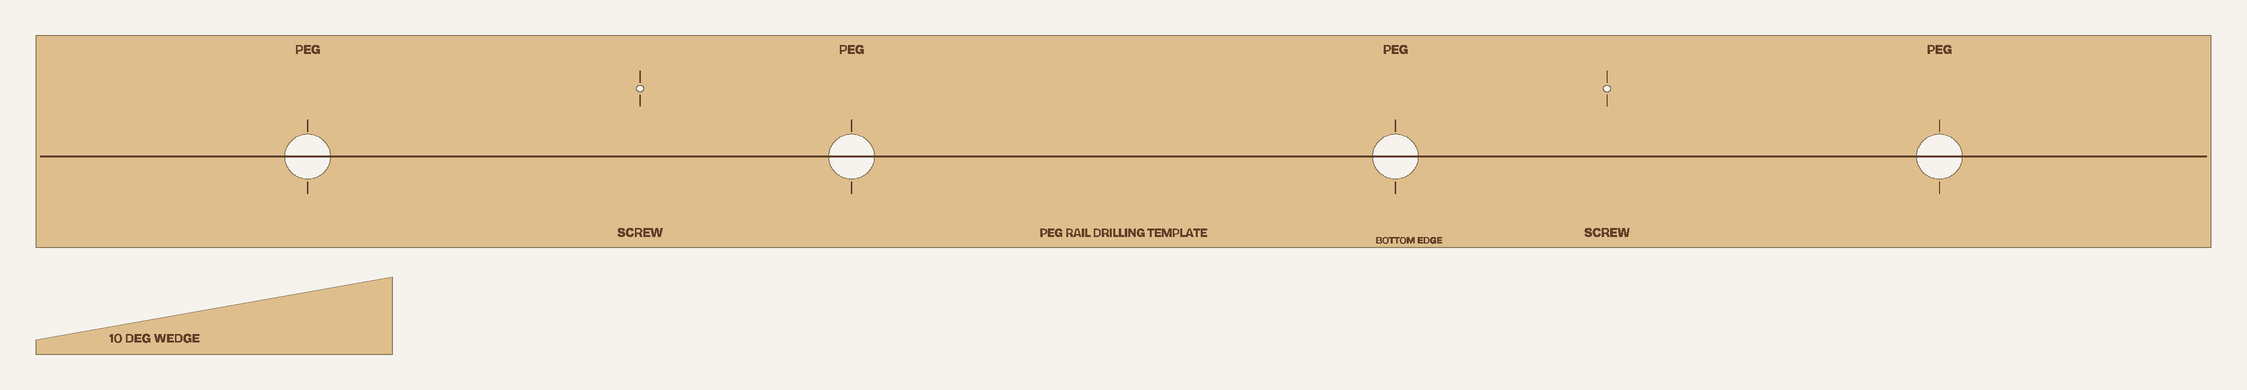 PEG PEG PEG PEG
SCREW PEG RAIL DRILLING TEMPLATE SCREW
BOTTOM EDGE
10 DEG WEDGE